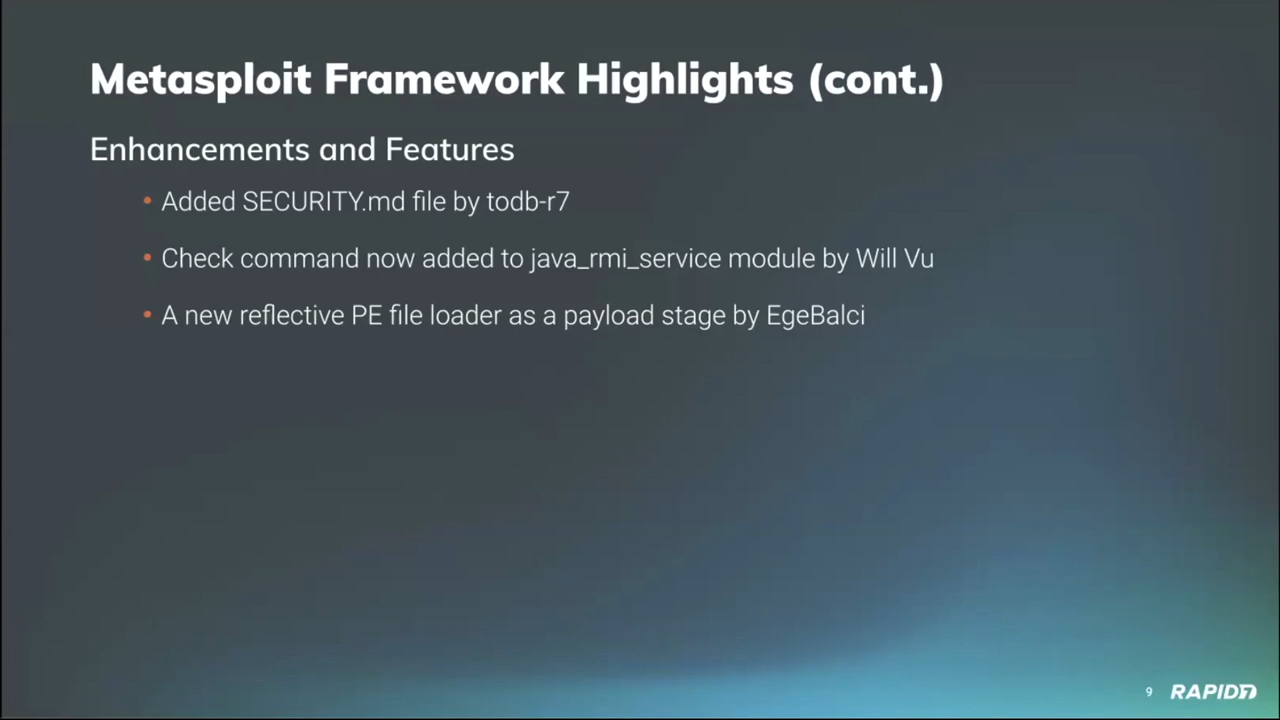 Metasploit Framework Highlights (cont.)
Enhancements and Features
• Added SECURITY.md file by todb-r7
• Check command now added to java_rmi_service module by Will Vu
• A new reflective PE file loader as a payload stage by EgeBalci
9 RAPID7